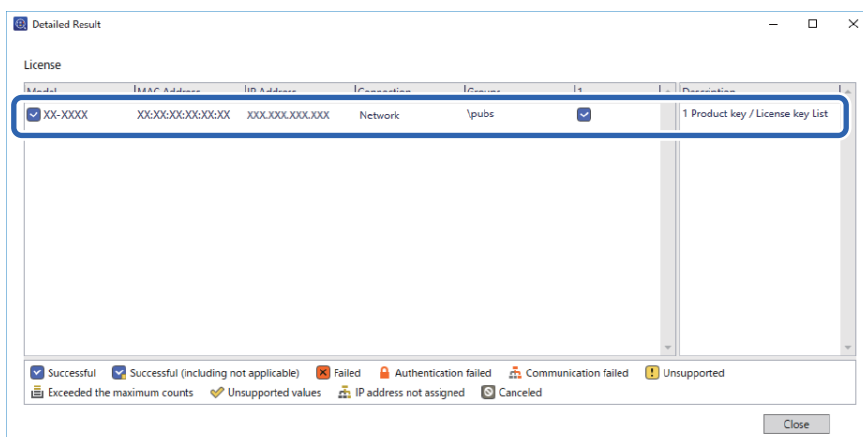 Detailed Result
License
Model MAC Address IP Address Connection Groups 1 Description
XX-XXXX XX:XX:XX:XX:XX:XX XXX.XXX.XXX.XXX Network \pubs 1 Product key / License key List
Successful Successful (including not applicable) Failed Authentication failed Communication failed Unsupported
Exceeded the maximum counts Unsupported values IP address not assigned Canceled
Close